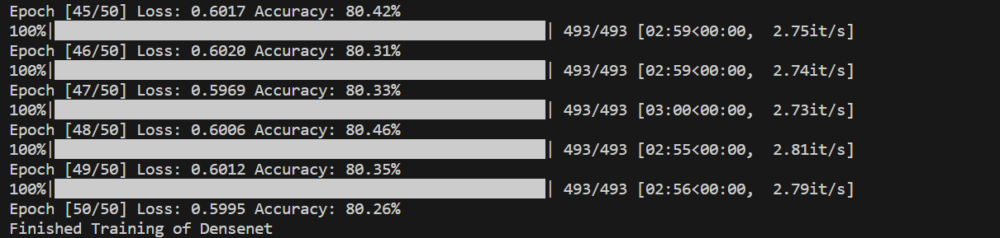 Epoch [45/50] Loss: 0.6017 Accuracy: 80.42%
100%|██████████| 493/493 [02:59<00:00,  2.75it/s]
Epoch [46/50] Loss: 0.6020 Accuracy: 80.31%
100%|██████████| 493/493 [02:59<00:00,  2.74it/s]
Epoch [47/50] Loss: 0.5969 Accuracy: 80.33%
100%|██████████| 493/493 [03:00<00:00,  2.73it/s]
Epoch [48/50] Loss: 0.6006 Accuracy: 80.46%
100%|██████████| 493/493 [02:55<00:00,  2.81it/s]
Epoch [49/50] Loss: 0.6012 Accuracy: 80.35%
100%|██████████| 493/493 [02:56<00:00,  2.79it/s]
Epoch [50/50] Loss: 0.5995 Accuracy: 80.26%
Finished Training of Densenet